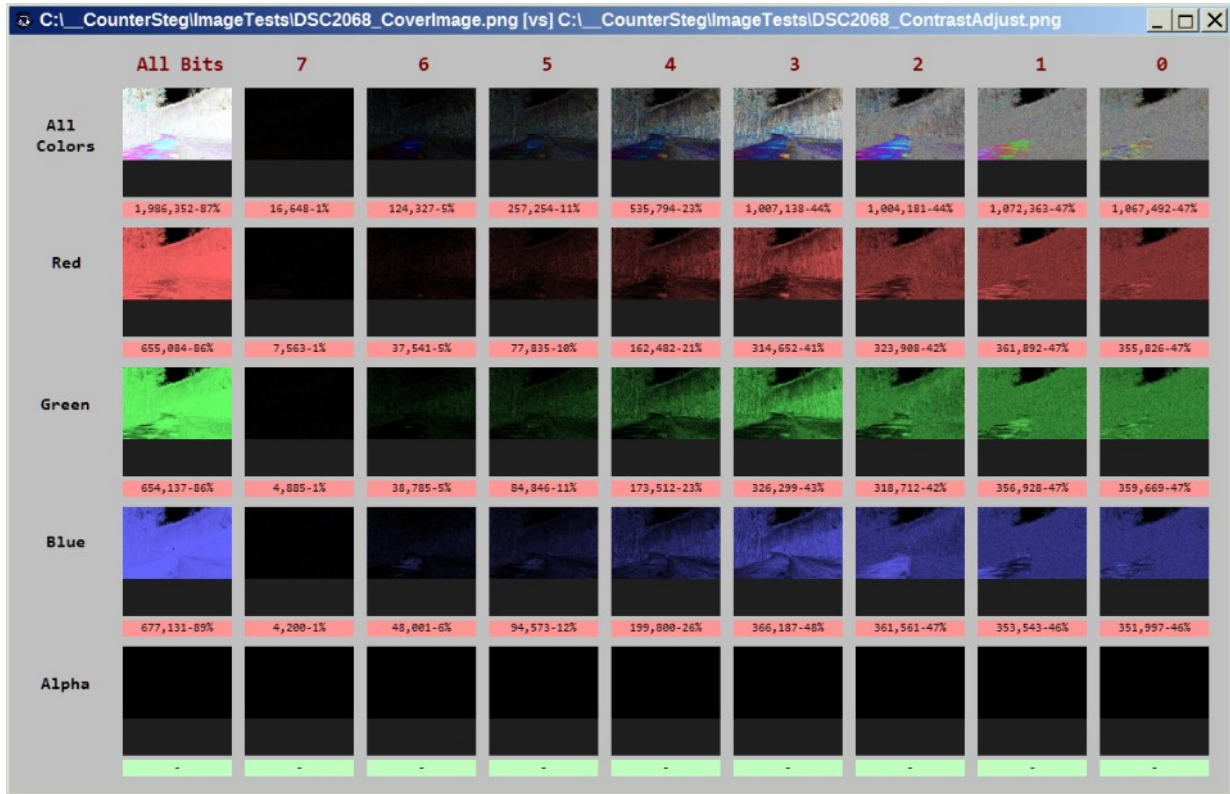 C:\__CounterSteg\ImageTests\DSC2068_CoverImage.png [vs] C:\__CounterSteg\ImageTests\DSC2068_ContrastAdjust.png
All Bits 7 6 5 4 3 2 1 0
All
Colors
1,986,352-87% 16,648-1% 124,327-5% 257,254-11% 535,794-23% 1,007,138-44% 1,004,181-44% 1,072,363-47% 1,067,492-47%
Red
655,084-86% 7,563-1% 37,541-5% 77,835-10% 162,482-21% 314,652-41% 323,908-42% 361,892-47% 355,826-47%
Green
654,137-86% 4,885-1% 38,785-5% 84,846-11% 173,512-23% 326,299-43% 318,712-42% 356,928-47% 359,669-47%
Blue
677,131-89% 4,200-1% 48,001-6% 94,573-12% 199,800-26% 366,187-48% 361,561-47% 353,543-46% 351,997-46%
Alpha
- - - - - - - - -